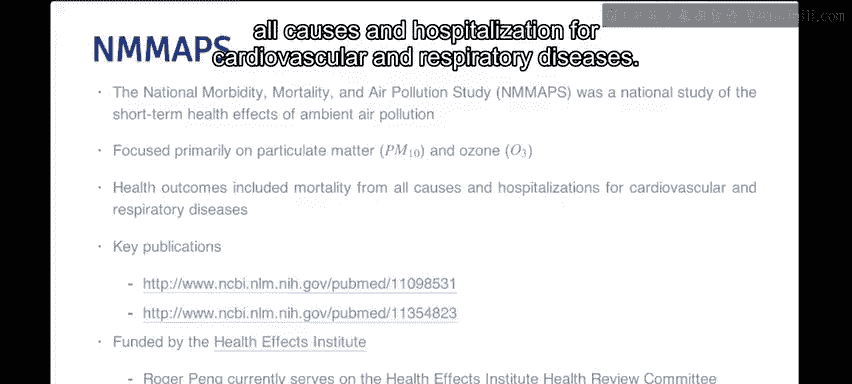 all causes and hospitalization for
cardiovascular and respiratory diseases.
NMMAPS
· The National Morbidity, Mortality, and Air Pollution Study (NMMAPS) was a national study of the
short-term health effects of ambient air pollution
· Focused primarily on particulate matter (PM10) and ozone (O3)
· Health outcomes included mortality from all causes and hospitalizations for cardiovascular and
respiratory diseases
· Key publications
- http://www.ncbi.nlm.nih.gov/pubmed/11098531
- http://www.ncbi.nlm.nih.gov/pubmed/11354823
· Funded by the Health Effects Institute
- Roger Peng currently serves on the Health Effects Institute Health Review Committee